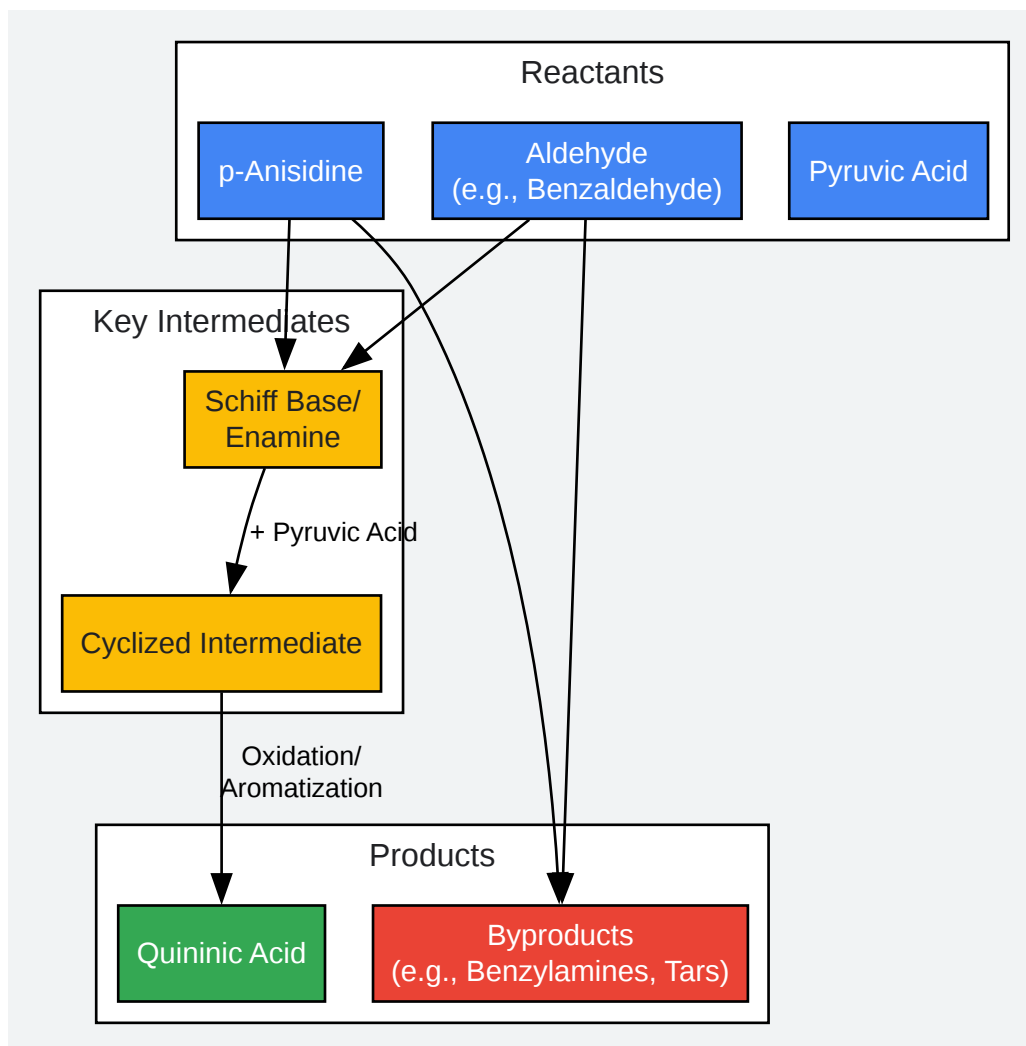 Reactants
p-Anisidine
Aldehyde
(e.g., Benzaldehyde)
Pyruvic Acid
Key Intermediates
Schiff Base/
Enamine
+ Pyruvic Acid
Cyclized Intermediate
Oxidation/
Aromatization
Products
Quininic Acid
Byproducts
(e.g., Benzylamines, Tars)